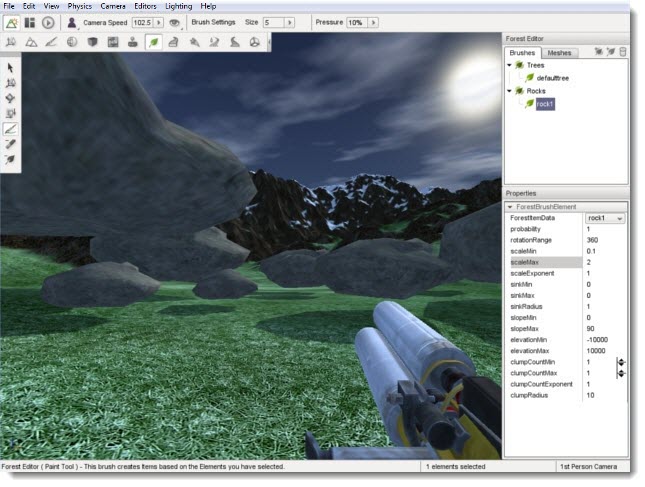 File Edit View Physics Camera Editors Lighting Help
Camera Speed 102.5 Brush Settings Size 5 Pressure 10%
Forest Editor
Brushes Meshes
Trees
defaulttree
Rocks
rock1
Properties
ForestBrushElement
ForestItemData rock1
probability 1
rotationRange 360
scaleMin 0.1
scaleMax 2
scaleExponent 1
sinkMin 0
sinkMax 0
sinkRadius 1
slopeMin 0
slopeMax 90
elevationMin -10000
elevationMax 10000
clumpCountMin 1
clumpCountMax 1
clumpCountExponent 1
clumpRadius 10
Forest Editor ( Paint Tool ) - This brush creates Items based on the Elements you have selected. 1 elements selected 1st Person Camera